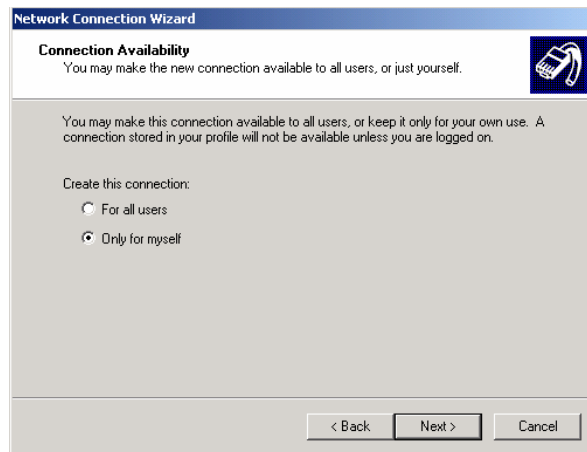 Network Connection Wizard
Connection Availability
You may make the new connection available to all users, or just yourself.
You may make this connection available to all users, or keep it only for your own use. A
connection stored in your profile will not be available unless you are logged on.
Create this connection:
For all users
Only for myself
< Back Next > Cancel